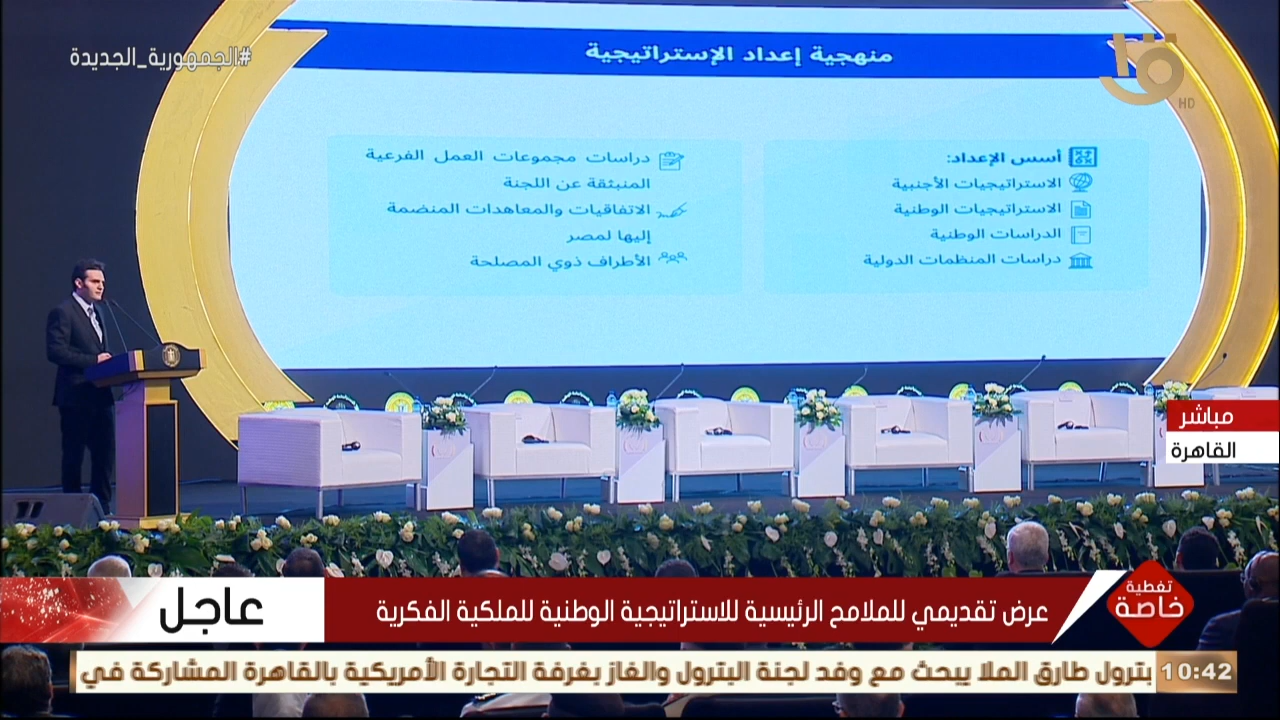 #الجمهورية_الجديدة
HD
منهجية إعداد الإستراتيجية
أسس الإعداد:
الاستراتيجيات الأجنبية
الاستراتيجيات الوطنية
الدراسات الوطنية
دراسات المنظمات الدولية
دراسات مجموعات العمل الفرعية
المنبثقة عن اللجنة
الاتفاقيات والمعاهدات المنضمة
إليها لمصر
الأطراف ذوي المصلحة
مباشر
القاهرة
تغطية
خاصة
عرض تقديمي للملامح الرئيسية للاستراتيجية الوطنية للملكية الفكرية
عاجل
10:42
بترول طارق الملا يبحث مع وفد لجنة البترول والغاز بغرفة التجارة الأمريكية بالقاهرة المشاركة في